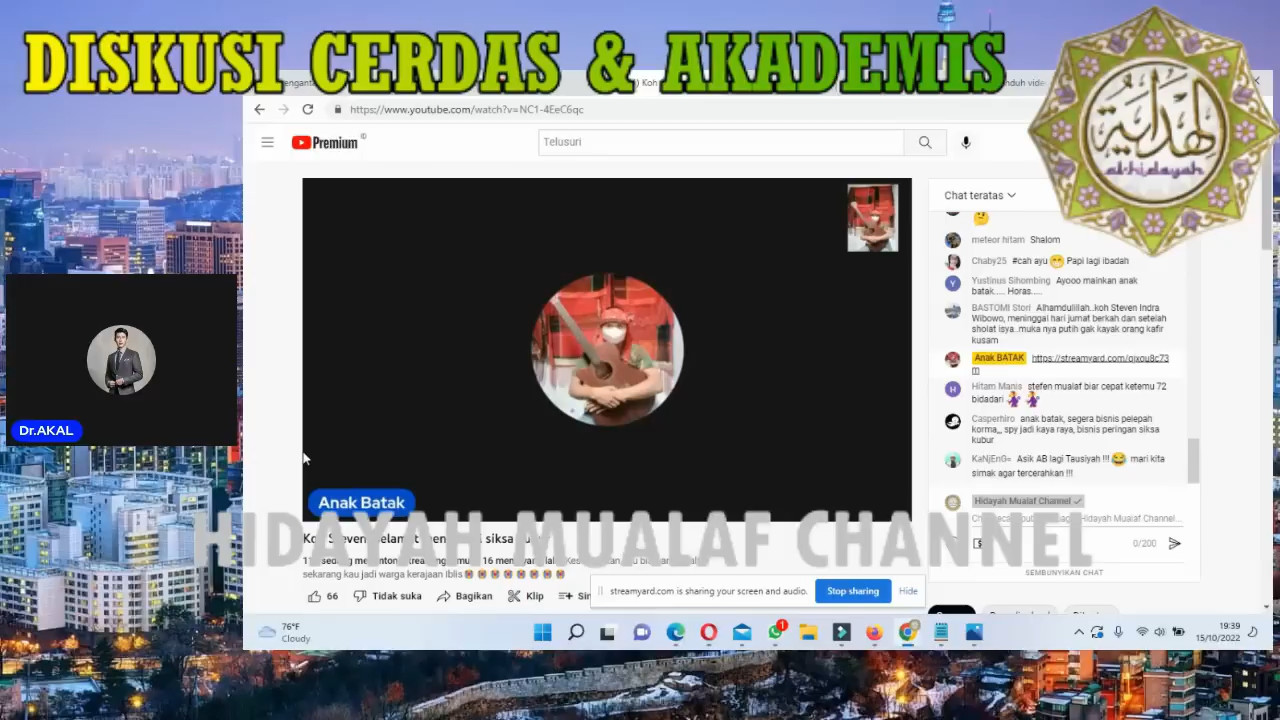 DISKUSI CERDAS & AKADEMIS
الهداية
al-hidayah
https://www.youtube.com/watch?v=NC1-4EeC6qc
Premium ID
Telusuri
Chat teratas
meteor hitam Shalom
Chaby25 #cah ayu 😁 Papi lagi ibadah
Yustinus Sihombing Ayooo mainkan anak
batak..... Horas.....
BASTOMI Stori Alhamdulillah..koh Steven Indra
Wibowo, meninggal hari jumat berkah dan setelah
sholat isya..muka nya putih gak kayak orang kafir
kusam
Anak BATAK
Hitam Manis stefen mualaf biar cepat ketemu 72
bidadari
Casperhiro anak batak, segera bisnis pelepah
korma,, spy jadi kaya raya, bisnis peringan siksa
kubur
KaNjEnG= Asik AB lagi Tausiyah !!! 😂 mari kita
simak agar tercerahkan !!!
Hidayah Mualaf Channel
Hidayah Mualaf Channel...
0/200
SEMBUNYIKAN CHAT
Dr.AKAL
Anak Batak
HIDAYAH MUALAF CHANNEL
siksa
sekarang kau jadi warga kerajaan Iblis
66 Tidak suka Bagikan Klip
streamyard.com is sharing your screen and audio. Stop sharing Hide
76°F
Cloudy
1
19:39
15/10/2022